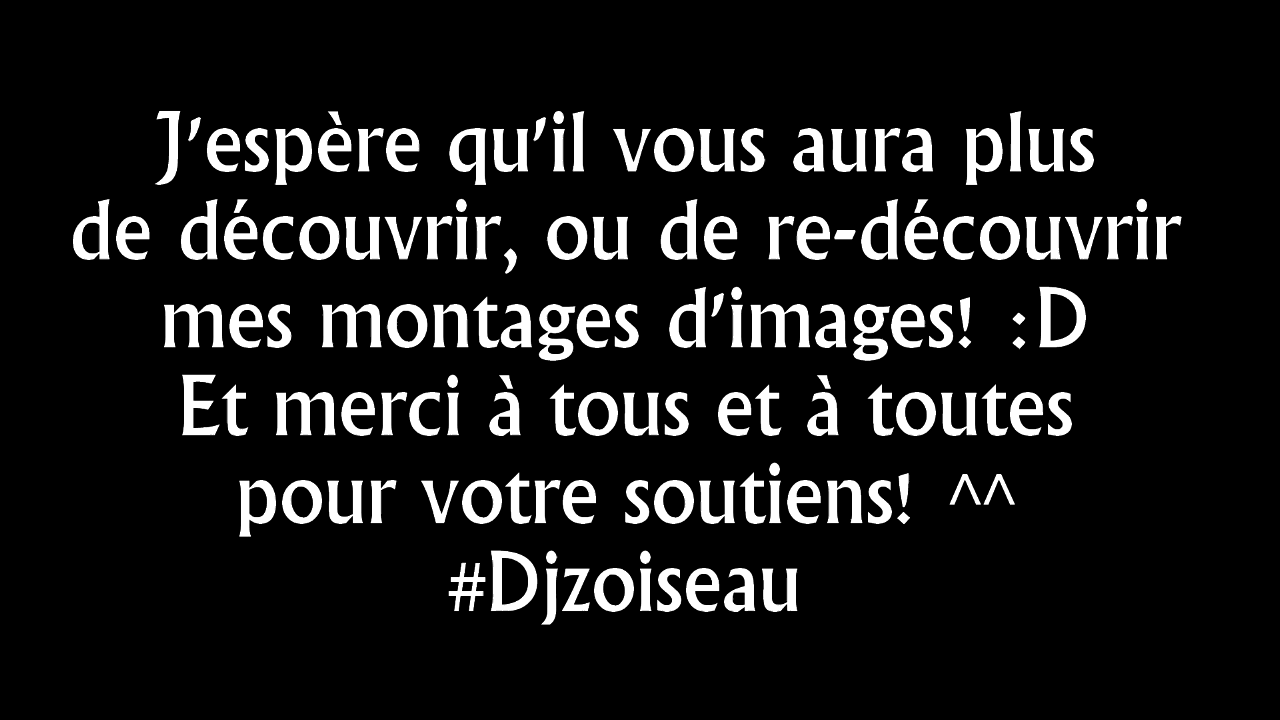 J'espère qu'il vous aura plus
de découvrir, ou de re-découvrir
mes montages d'images! :D
Et merci à tous et à toutes
pour votre soutiens! ^^
#Djzoiseau